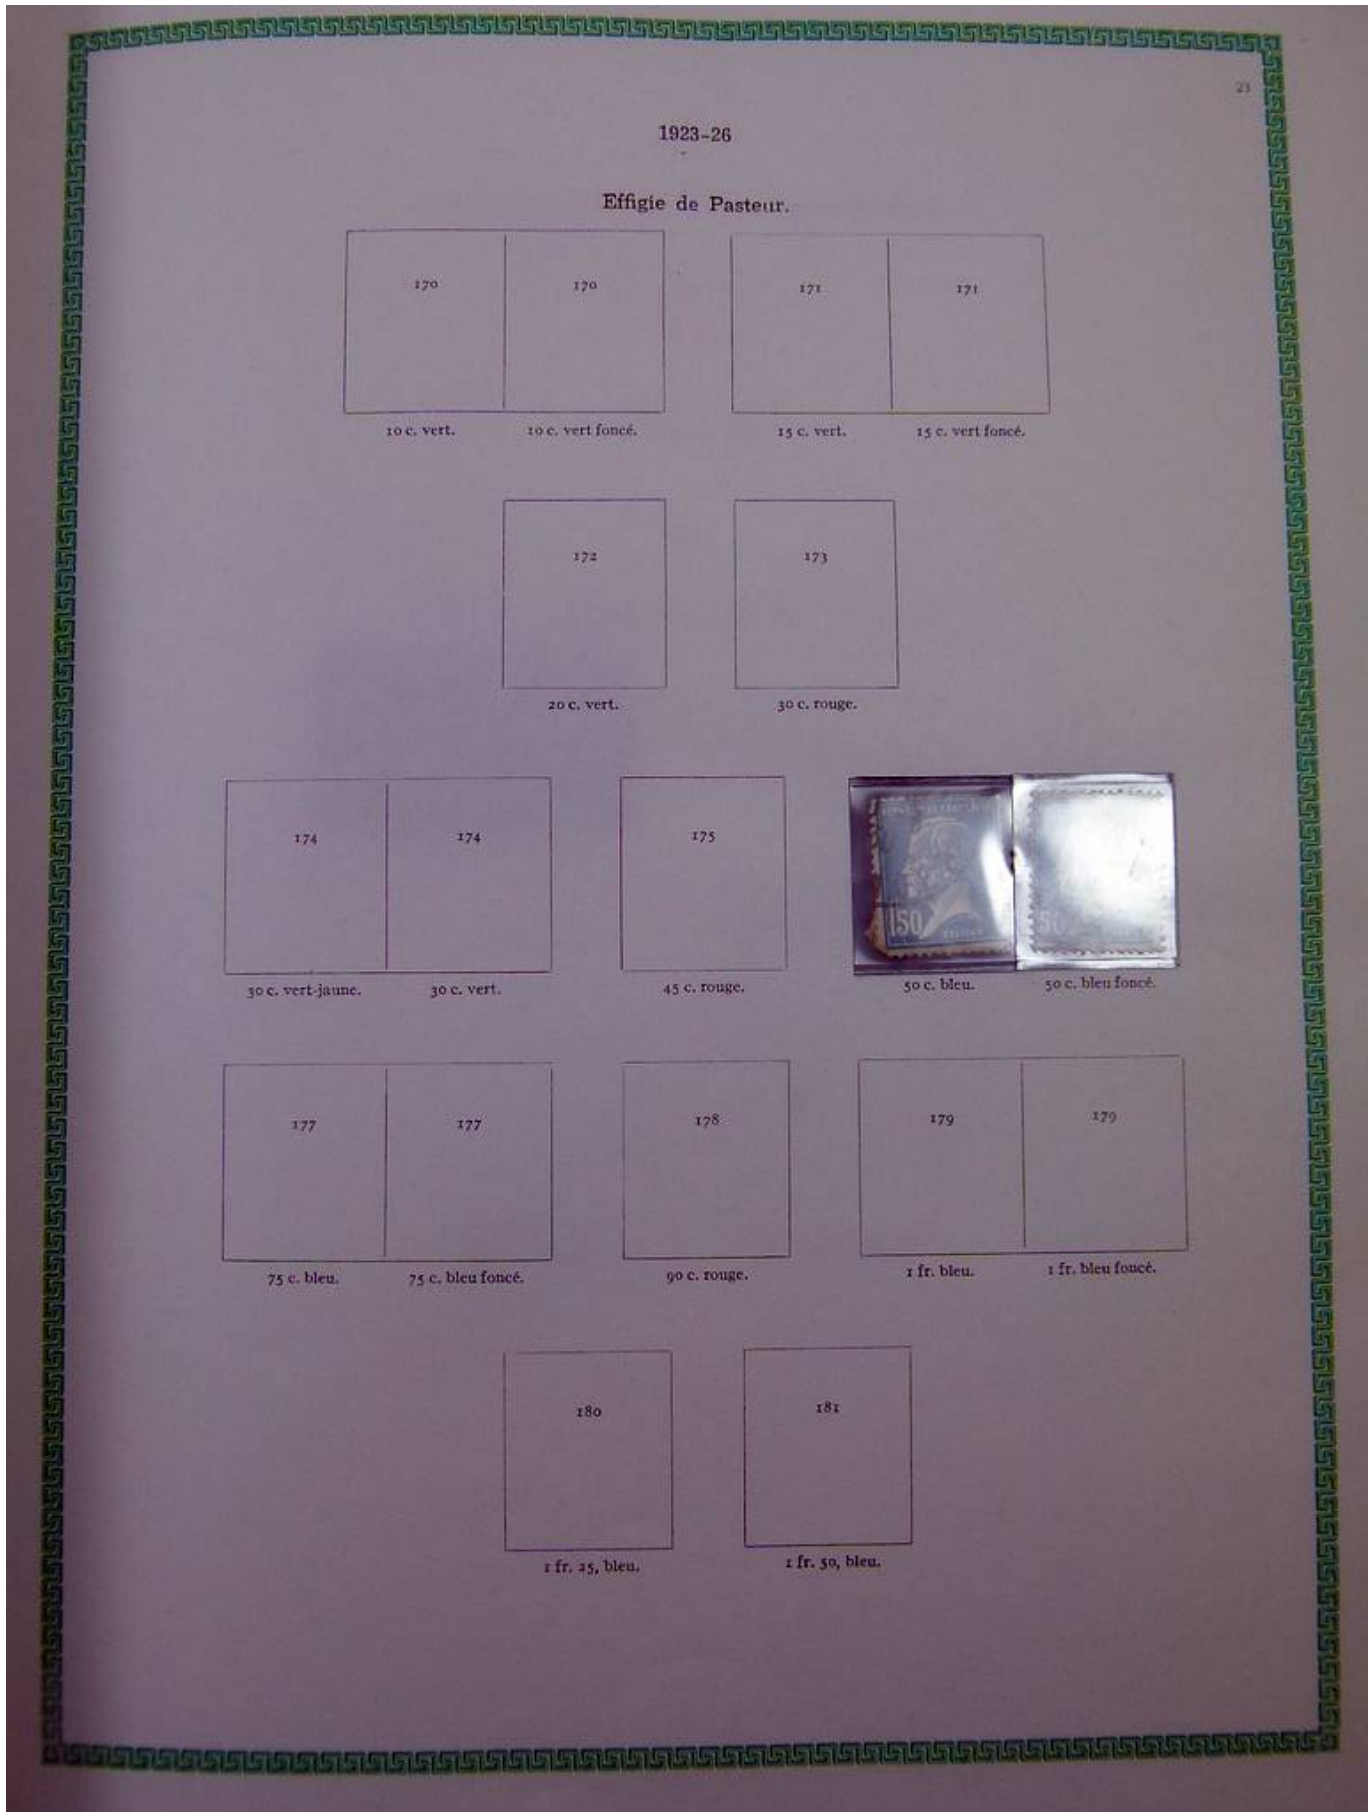 23
1923-26
Effigie de Pasteur.
170 170 171 171
10 c. vert. 10 c. vert foncé. 15 c. vert. 15 c. vert foncé.
172 173
20 c. vert. 30 c. rouge.
174 174 175
50 50
30 c. vert-jaune. 30 c. vert. 45 c. rouge. 50 c. bleu. 50 c. bleu foncé.
177 177 178 179 179
75 c. bleu. 75 c. bleu foncé. 90 c. rouge. 1 fr. bleu. 1 fr. bleu foncé.
180 181
1 fr. 25, bleu. 1 fr. 50, bleu.